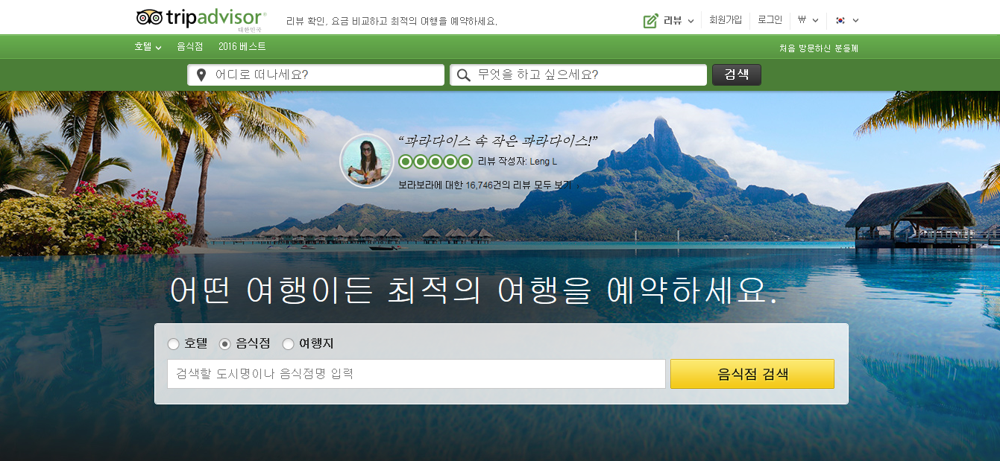 tripadvisor®
대한민국
리뷰 확인, 요금 비교하고 최적의 여행을 예약하세요.
리뷰 회원가입 로그인 ₩
호텔 음식점 2016 베스트 처음 방문하신 분들께
어디로 떠나세요? 무엇을 하고 싶으세요? 검색
“파라다이스 속 작은 파라다이스!”
리뷰 작성자: Leng L
보라보라에 대한 16,746건의 리뷰 모두 보기 ›
어떤 여행이든 최적의 여행을 예약하세요.
호텔 음식점 여행지
검색할 도시명이나 음식점명 입력 음식점 검색